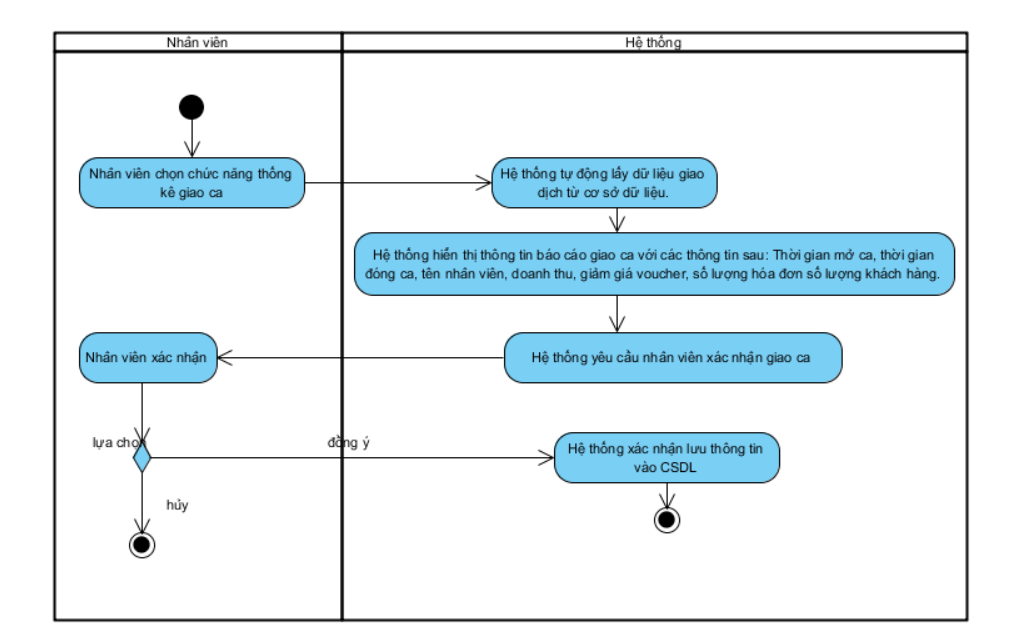 Nhân viên
Hệ thống
Nhân viên chọn chức năng thống
kê giao ca
Hệ thống tự động lấy dữ liệu giao
dịch từ cơ sở dữ liệu.
Hệ thống hiển thị thông tin báo cáo giao ca với các thông tin sau: Thời gian mở ca, thời gian
đóng ca, tên nhân viên, doanh thu, giảm giá voucher, số lượng hóa đơn số lượng khách hàng.
Nhân viên xác nhận
Hệ thống yêu cầu nhân viên xác nhận giao ca
lựa chọn
đồng ý
Hệ thống xác nhận lưu thông tin
vào CSDL
hủy